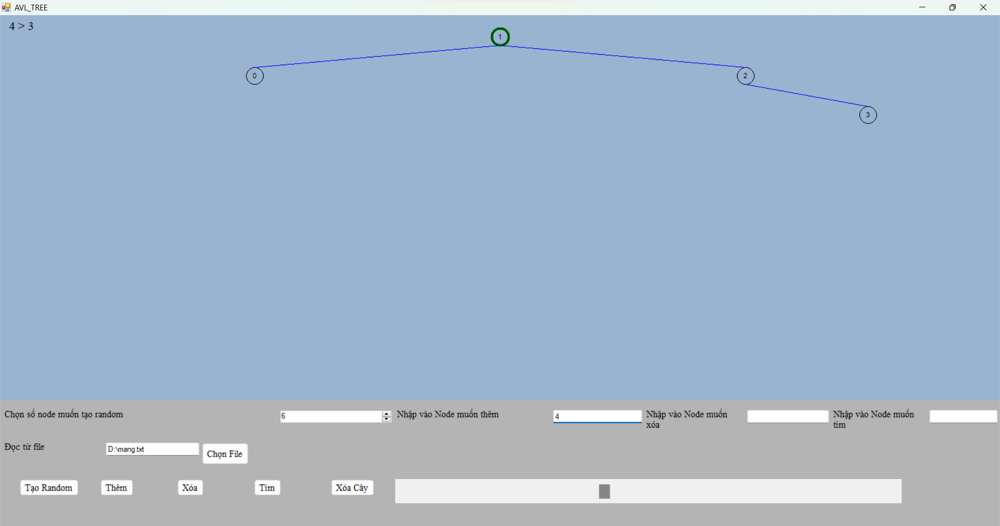 AVL_TREE
4 > 3
1
0
2
3
Chọn số node muốn tạo random
6
Nhập vào Node muốn thêm
4
Nhập vào Node muốn
xóa
Nhập vào Node muốn
tìm
Đọc từ file
D:\mang.txt
Chọn File
Tạo Random
Thêm
Xóa
Tìm
Xóa Cây